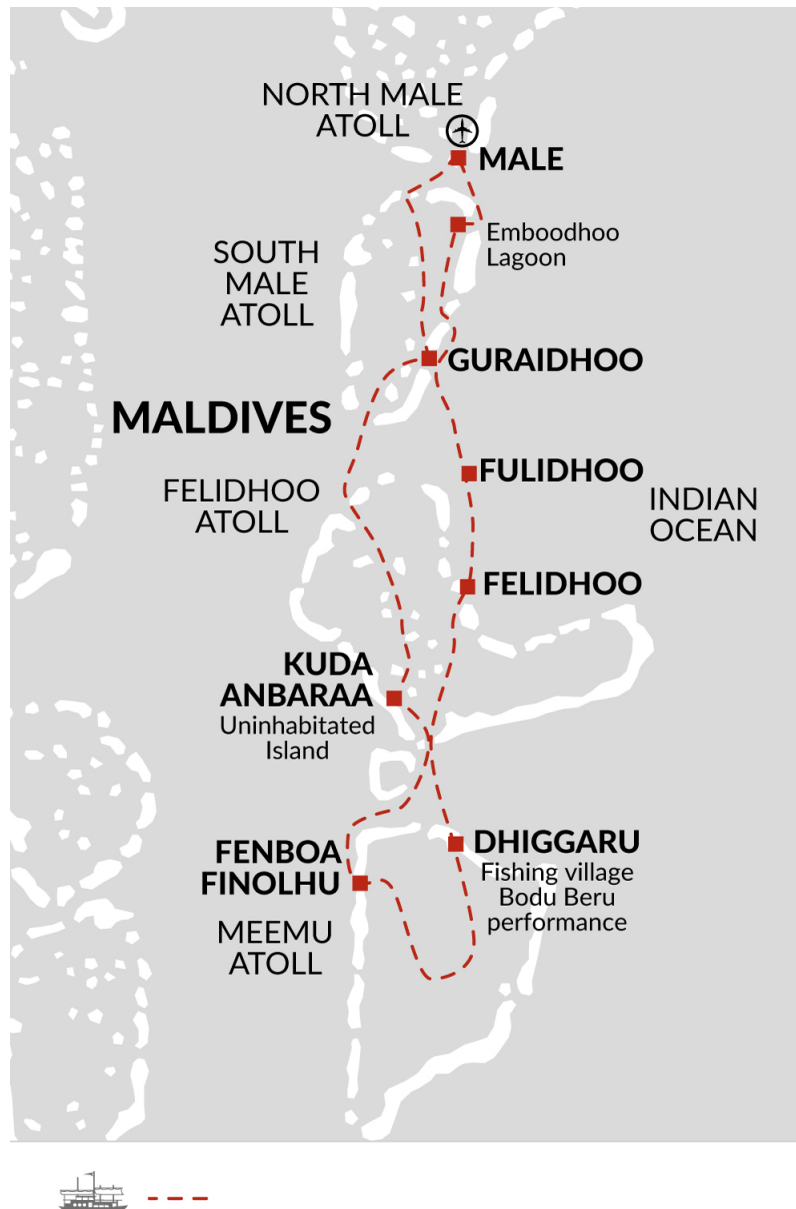 NORTH MALE
ATOLL
MALE
Emboodhoo
Lagoon
SOUTH
MALE
ATOLL
GURAIDHOO
MALDIVES
FULIDHOO
FELIDHOO
ATOLL
INDIAN
OCEAN
FELIDHOO
KUDA
ANBARAA
Uninhabitated
Island
DHIGGARU
Fishing village
Bodu Beru
performance
FENBOA
FINOLHU
MEEMU
ATOLL